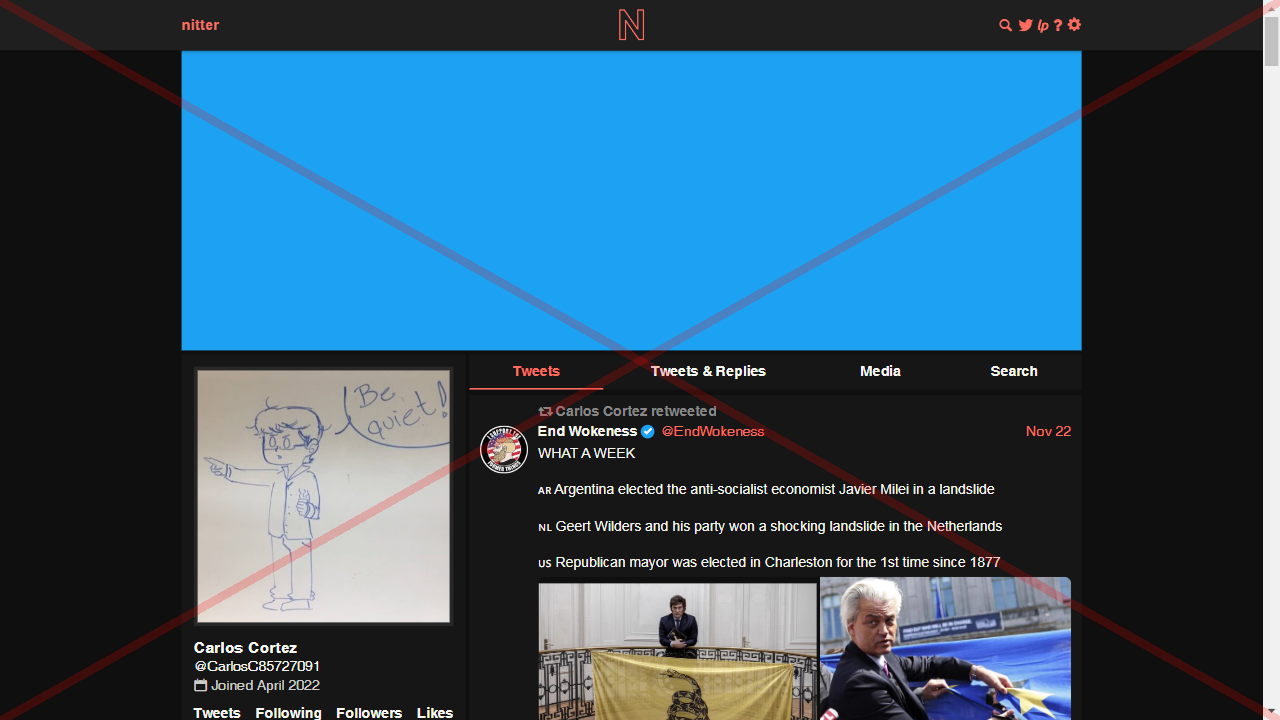 nitter
N
lp ?
Be
quiet!
Carlos Cortez
@CarlosC85727091
Joined April 2022
Tweets Following Followers Likes
Tweets Tweets & Replies Media Search
Carlos Cortez retweeted
End Wokeness @EndWokeness Nov 22
WHAT A WEEK
AR Argentina elected the anti-socialist economist Javier Milei in a landslide
NL Geert Wilders and his party won a shocking landslide in the Netherlands
US Republican mayor was elected in Charleston for the 1st time since 1877